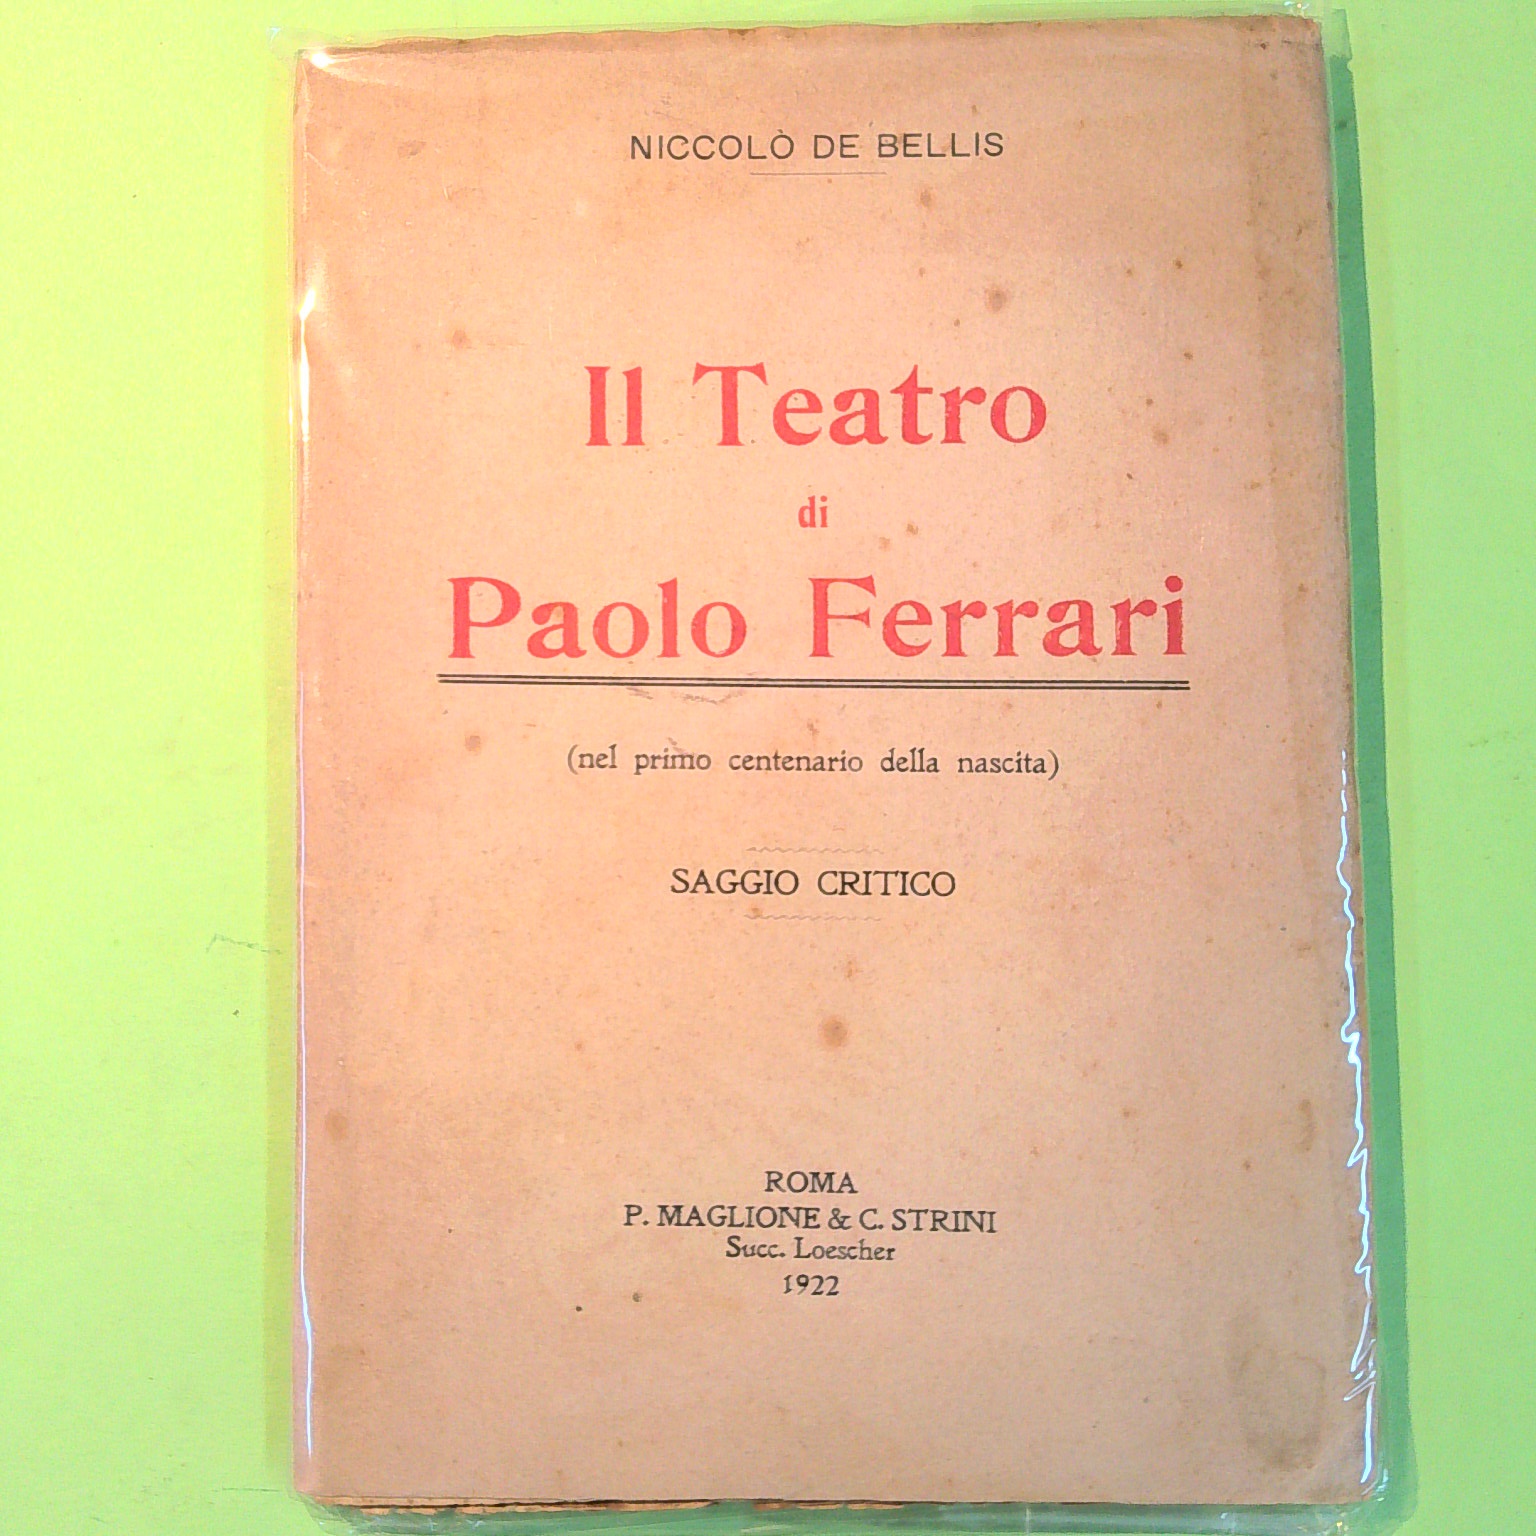 NICCOLÒ DE BELLIS
Il Teatro
di
Paolo Ferrari
(nel primo centenario della nascita)
SAGGIO CRITICO
ROMA
P. MAGLIONE & C. STRINI
Succ. Loescher
1922